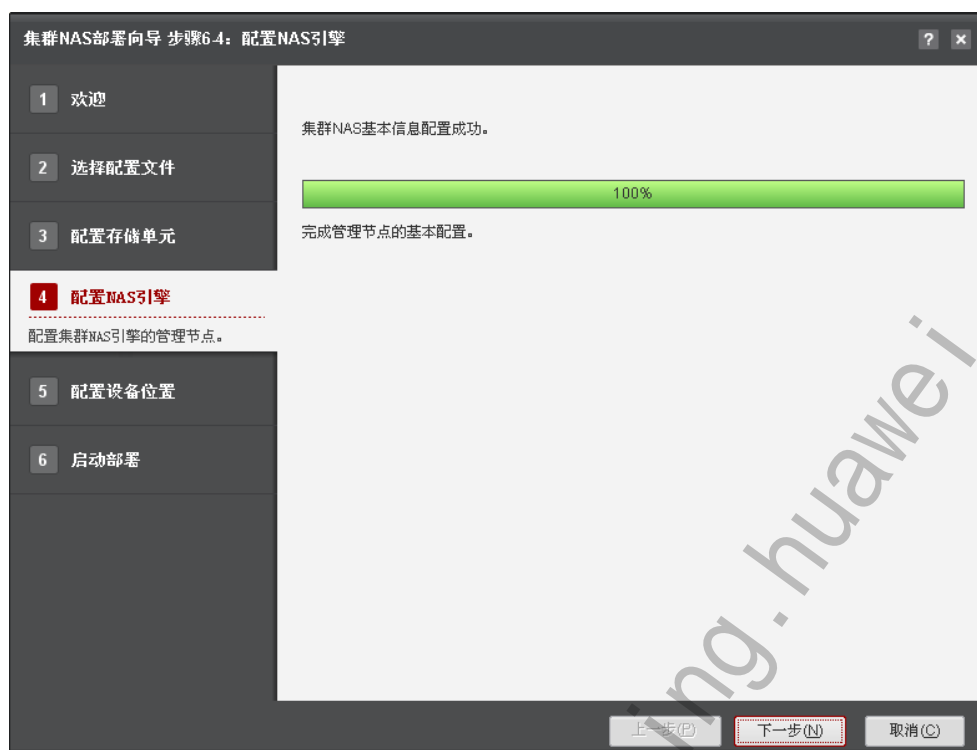 集群NAS部署向导 步骤6-4：配置NAS引擎
? ×
1 欢迎
2 选择配置文件
3 配置存储单元
4 配置NAS引擎
配置集群NAS引擎的管理节点。
5 配置设备位置
6 启动部署
集群NAS基本信息配置成功。
100%
完成管理节点的基本配置。
上一步(P) 下一步(N) 取消(C)
ing.huawei